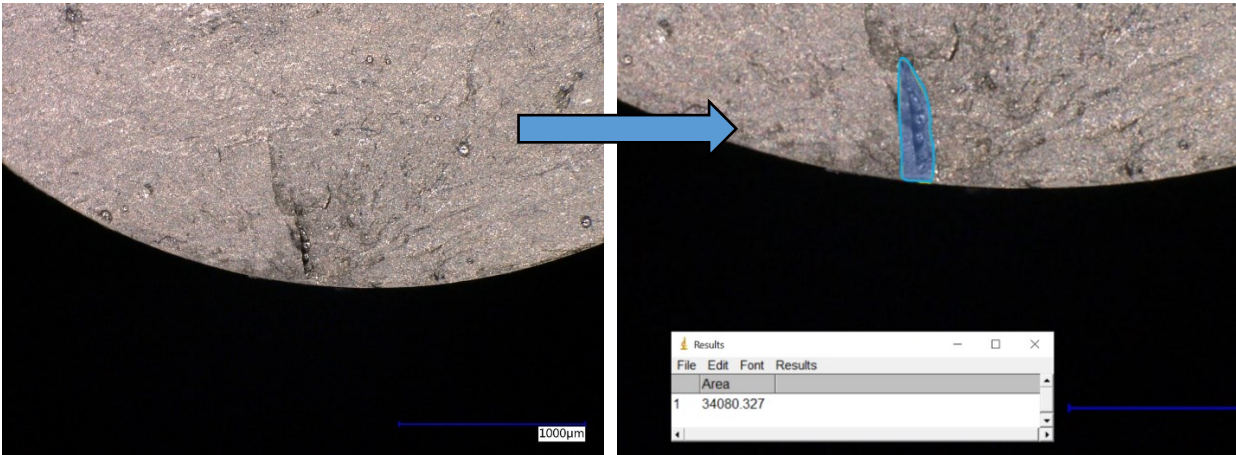 1000µm
Results
File Edit Font Results
Area
1 34080.327